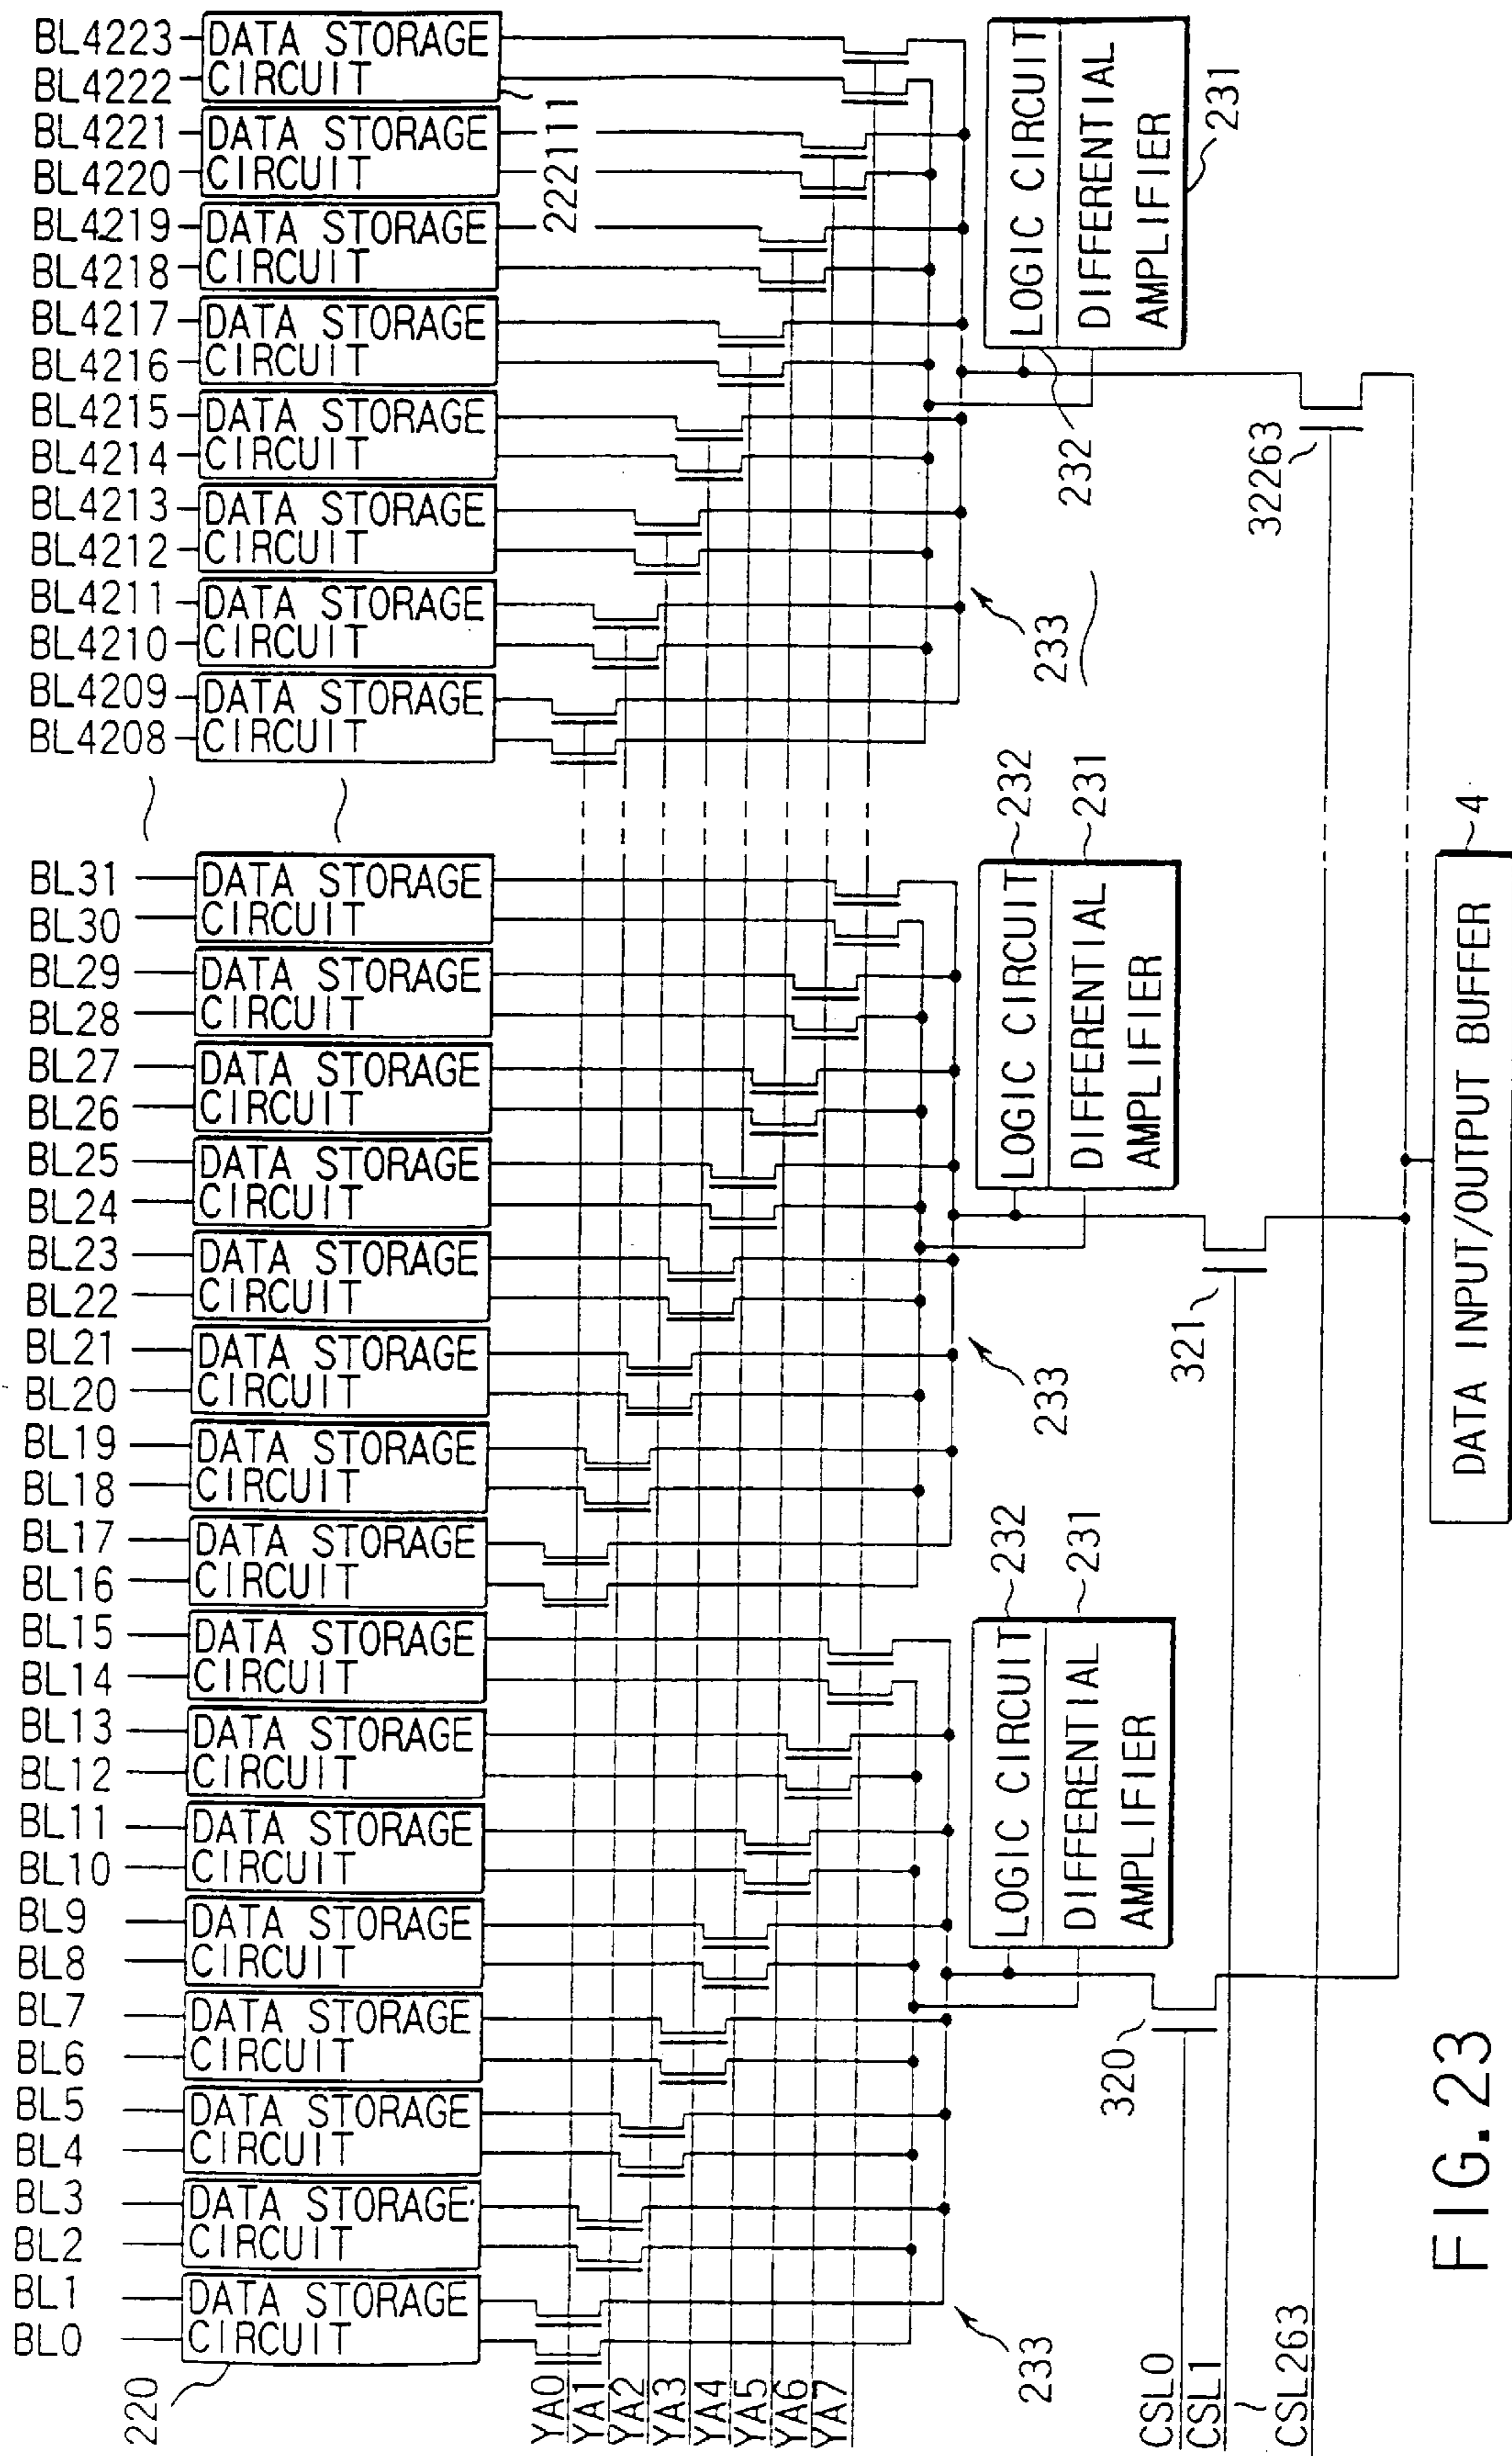 BL4223
BL4222
DATA STORAGE
CIRCUIT
BL4221
BL4220
DATA STORAGE
CIRCUIT
BL4219
BL4218
DATA STORAGE
CIRCUIT
BL4217
BL4216
DATA STORAGE
CIRCUIT
BL4215
BL4214
DATA STORAGE
CIRCUIT
BL4213
BL4212
DATA STORAGE
CIRCUIT
BL4211
BL4210
DATA STORAGE
CIRCUIT
BL4209
BL4208
DATA STORAGE
CIRCUIT
222111
LOGIC CIRCUIT
DIFFERENTIAL
AMPLIFIER
231
232
233
32263
BL31
BL30
DATA STORAGE
CIRCUIT
BL29
BL28
DATA STORAGE
CIRCUIT
BL27
BL26
DATA STORAGE
CIRCUIT
BL25
BL24
DATA STORAGE
CIRCUIT
BL23
BL22
DATA STORAGE
CIRCUIT
BL21
BL20
DATA STORAGE
CIRCUIT
BL19
BL18
DATA STORAGE
CIRCUIT
BL17
BL16
DATA STORAGE
CIRCUIT
232
231
LOGIC CIRCUIT
DIFFERENTIAL
AMPLIFIER
233
321
4
DATA INPUT/OUTPUT BUFFER
BL15
BL14
DATA STORAGE
CIRCUIT
BL13
BL12
DATA STORAGE
CIRCUIT
BL11
BL10
DATA STORAGE
CIRCUIT
BL9
BL8
DATA STORAGE
CIRCUIT
BL7
BL6
DATA STORAGE
CIRCUIT
BL5
BL4
DATA STORAGE
CIRCUIT
BL3
BL2
DATA STORAGE
CIRCUIT
BL1
BL0
DATA STORAGE
CIRCUIT
220
232
231
LOGIC CIRCUIT
DIFFERENTIAL
AMPLIFIER
320
233
YA0
YA1
YA2
YA3
YA4
YA5
YA6
YA7
CSL0
CSL1
CSL263
FIG. 23